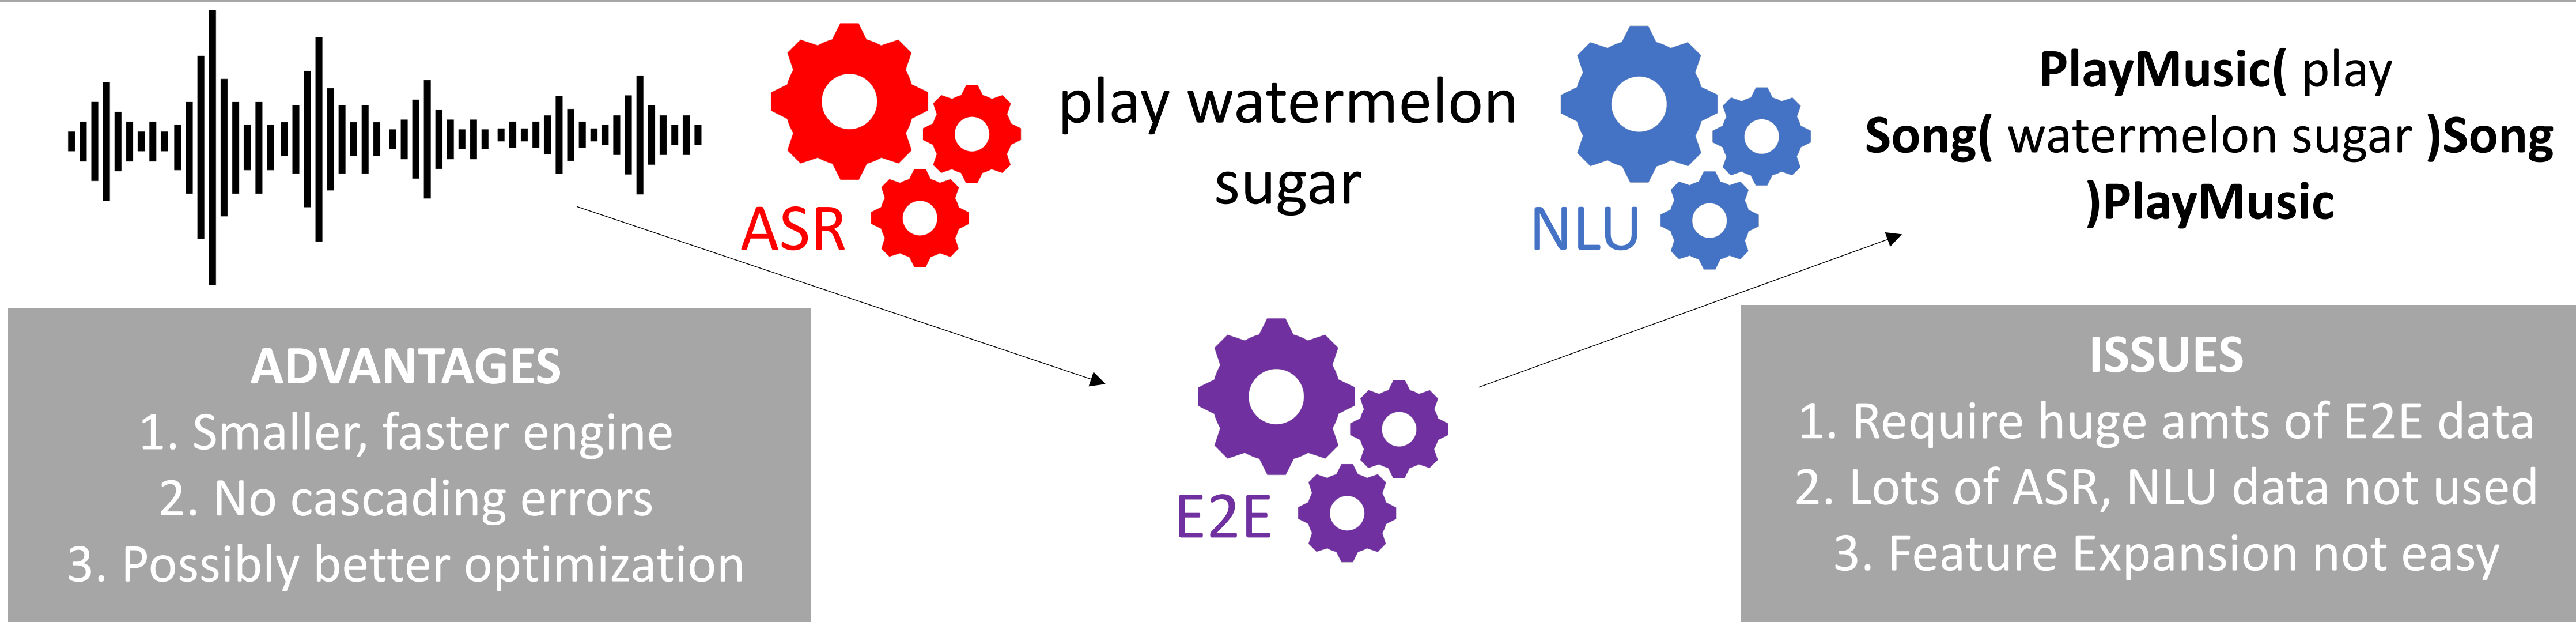 ASR
play watermelon
sugar
NLU
PlayMusic( play
Song( watermelon sugar )Song
)PlayMusic
ADVANTAGES
1. Smaller, faster engine
2. No cascading errors
3. Possibly better optimization
E2E
ISSUES
1. Require huge amts of E2E data
2. Lots of ASR, NLU data not used
3. Feature Expansion not easy